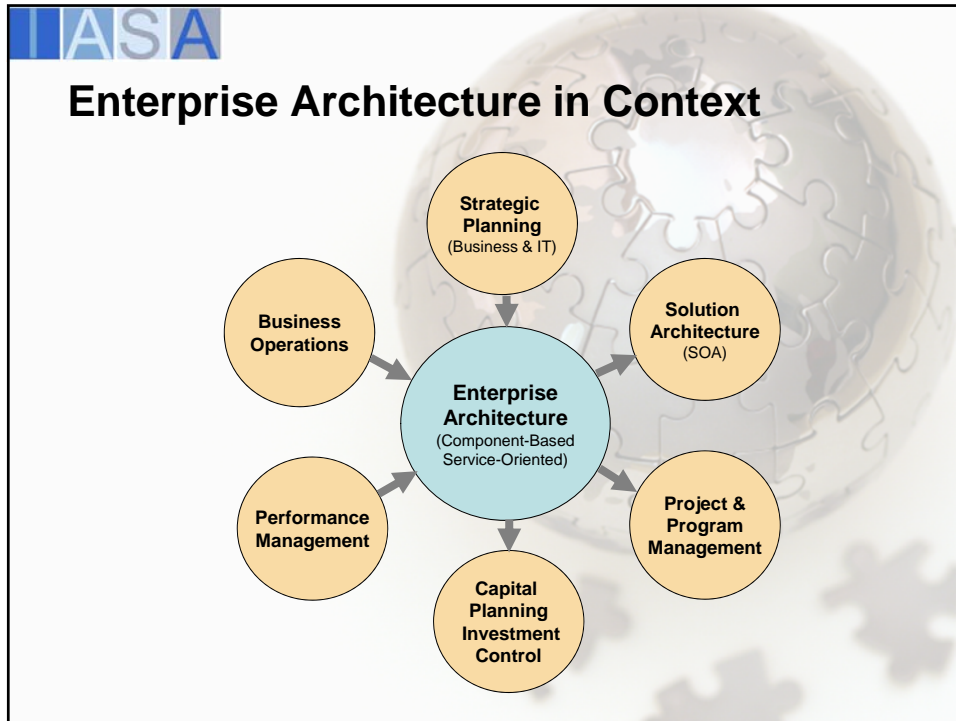 IASA
Enterprise Architecture in Context
Strategic
Planning
(Business & IT)
Business
Operations
Solution
Architecture
(SOA)
Enterprise
Architecture
(Component-Based
Service-Oriented)
Performance
Management
Project &
Program
Management
Capital
Planning
Investment
Control